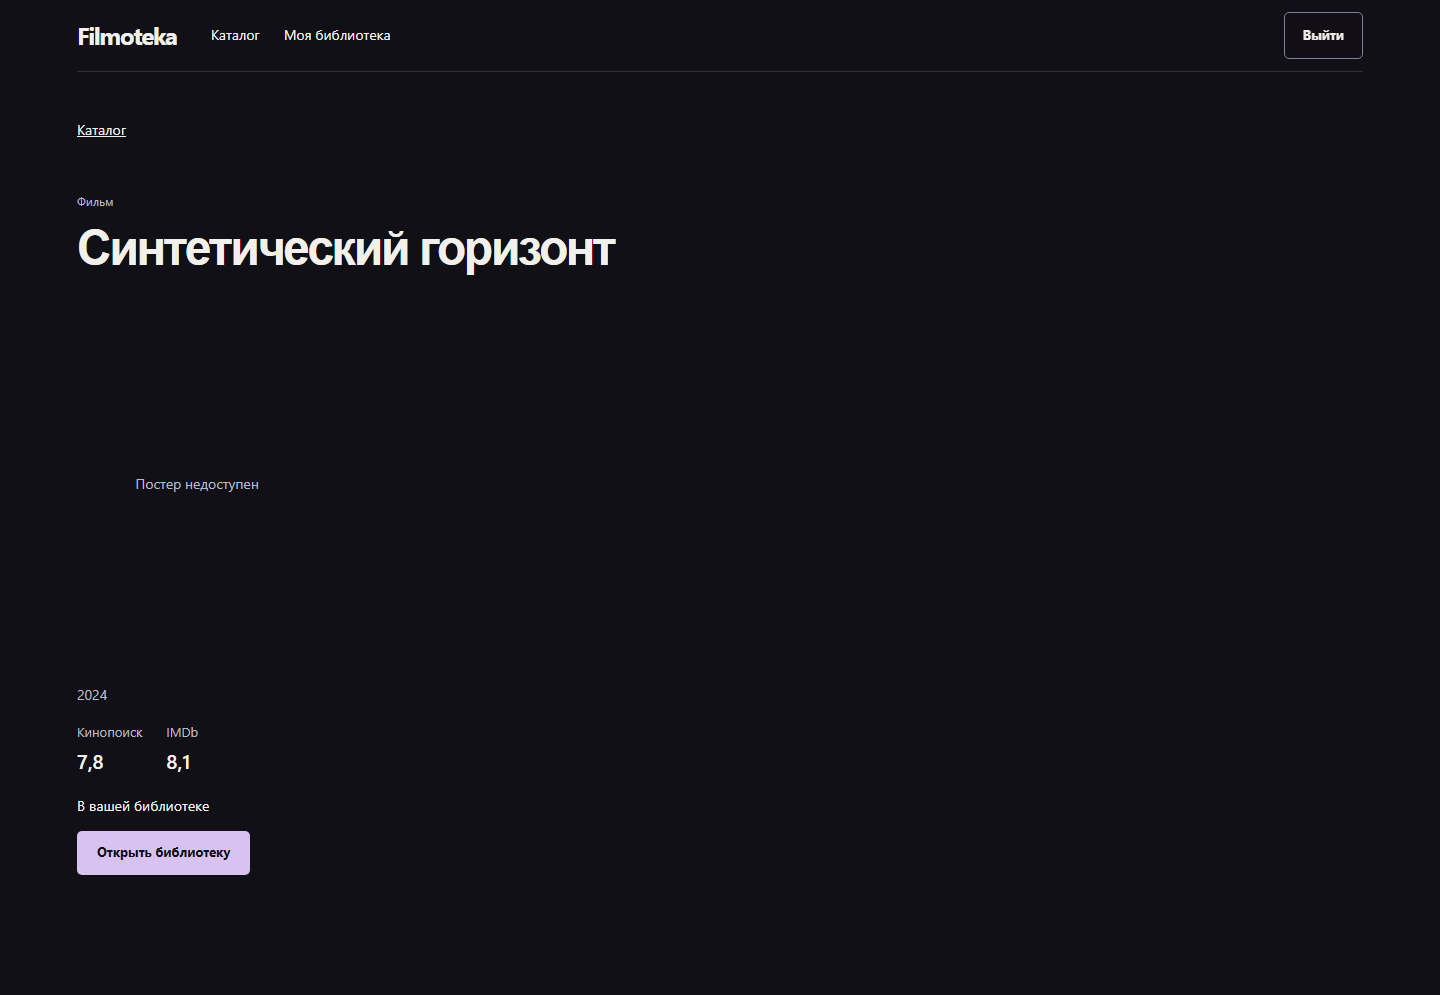 Filmoteka Каталог Моя библиотека Выйти
Каталог
Фильм
Синтетический горизонт
Постер недоступен
2024
Кинопоиск IMDb
7,8 8,1
В вашей библиотеке
Открыть библиотеку